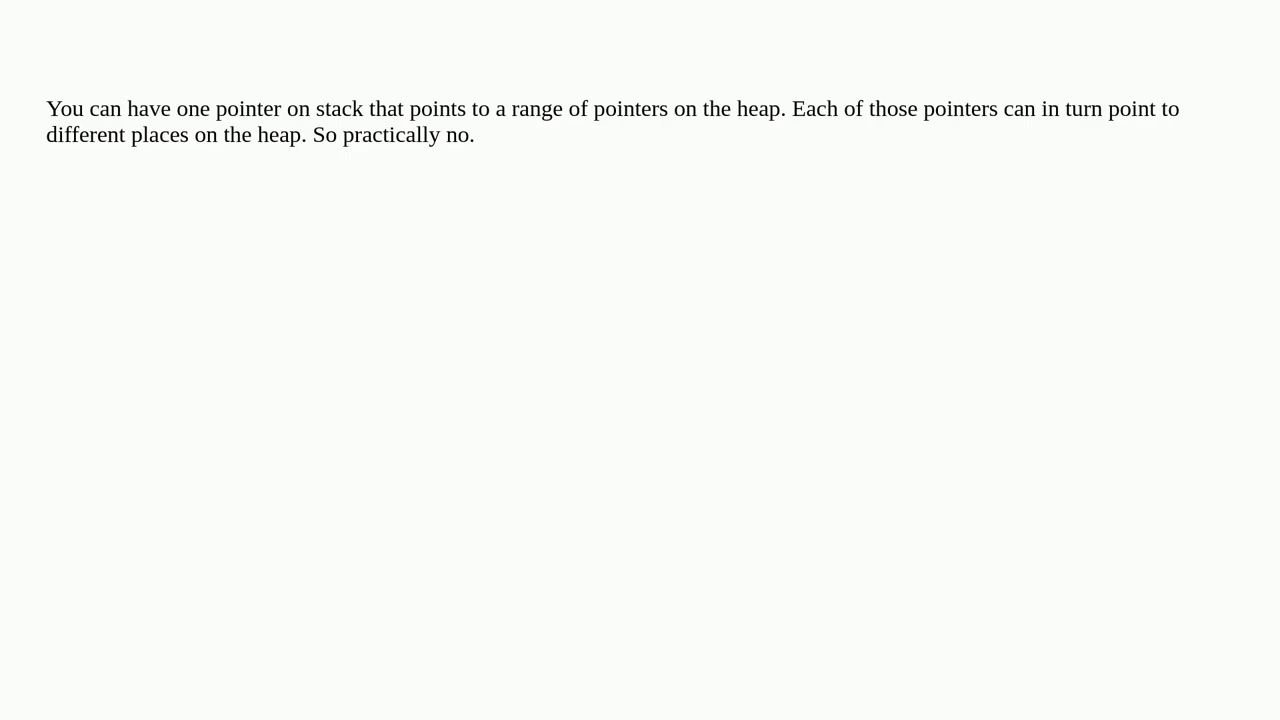 You can have one pointer on stack that points to a range of pointers on the heap. Each of those pointers can in turn point to
different places on the heap. So practically no.